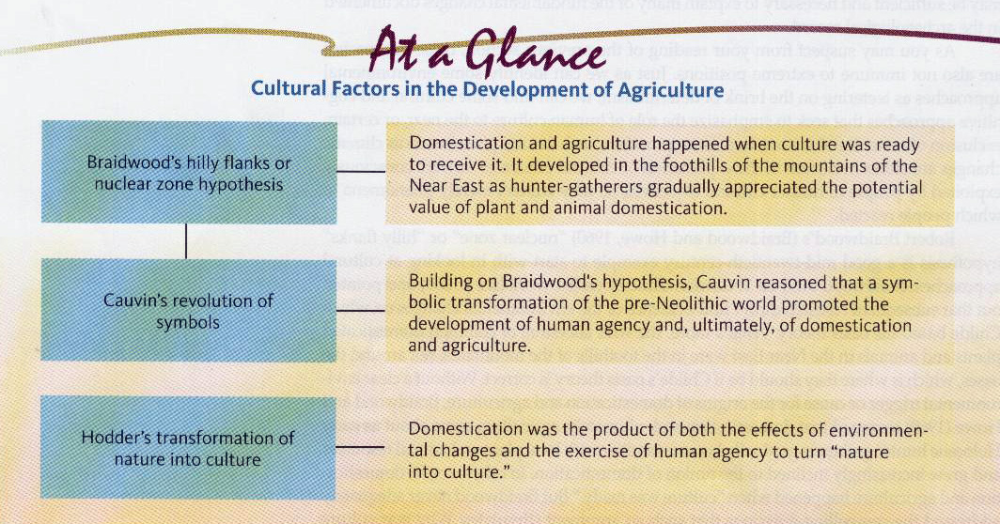 At a Glance
Cultural Factors in the Development of Agriculture
Braidwood's hilly flanks or
nuclear zone hypothesis
Domestication and agriculture happened when culture was ready
to receive it. It developed in the foothills of the mountains of the
Near East as hunter-gatherers gradually appreciated the potential
value of plant and animal domestication.
Cauvin's revolution of
symbols
Building on Braidwood's hypothesis, Cauvin reasoned that a sym-
bolic transformation of the pre-Neolithic world promoted the
development of human agency and, ultimately, of domestication
and agriculture.
Hodder's transformation of
nature into culture
Domestication was the product of both the effects of environmen-
tal changes and the exercise of human agency to turn “nature
into culture.”